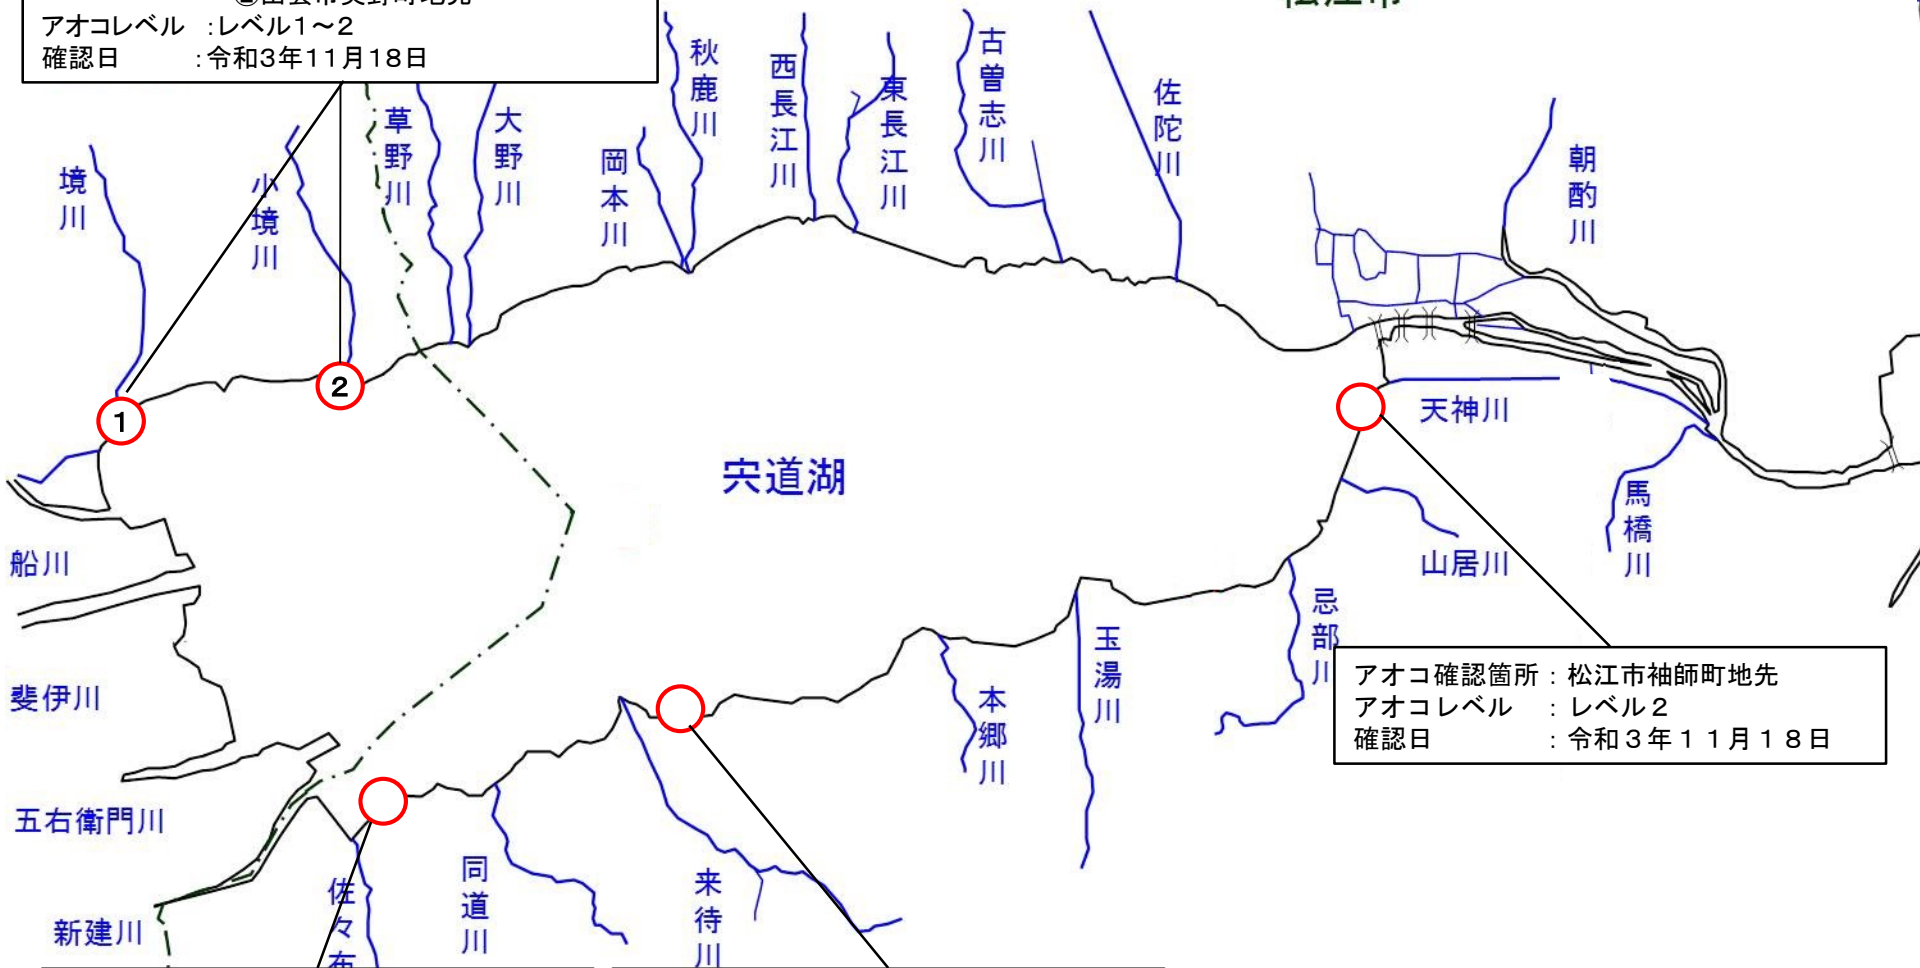 アオコレベル :レベル1～2
確認日 :令和3年11月18日
境川
小境川
草野川
大野川
岡本川
秋鹿川
西長江川
東長江川
古曽志川
佐陀川
朝酌川
1
2
宍道湖
天神川
馬橋川
山居川
忌部川
玉湯川
本郷川
船川
斐伊川
五右衛門川
新建川
佐々布
同道川
来待川
アオコ確認箇所:松江市袖師町地先
アオコレベル :レベル2
確認日 :令和3年11月18日